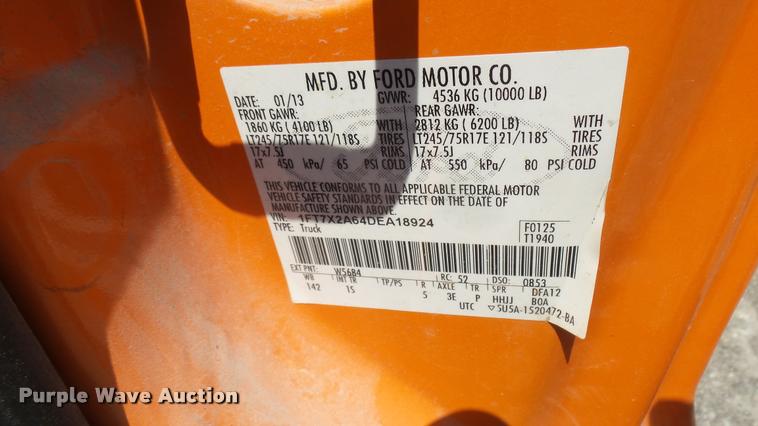 MFD. BY FORD MOTOR CO.
DATE: 01/13 GVWR: 4536 KG (10000 LB)
FRONT GAWR: REAR GAWR:
1860 KG (4100 LB) WITH 2812 KG (6200 LB) WITH
LT245/75R17E 121/118S TIRES LT245/75R17E 121/118S TIRES
17x7.5J RIMS 17x7.5J RIMS
AT 450 kPa/ 65 PSI COLD AT 550 kPa/ 80 PSI COLD
THIS VEHICLE CONFORMS TO ALL APPLICABLE FEDERAL MOTOR
VEHICLE SAFETY STANDARDS IN EFFECT ON THE DATE OF
MANUFACTURE SHOWN ABOVE.
VIN: 1FT7X2A64DEA18924 F0125
TYPE: Truck T1940
EXT PNT: W56B4 RC: 52 DSO: 0853
WB INT TR TP/PS R AXLE TR SPR DFA12
142 IS 5 3E P HHJJ BOA
UTC ▽5U5A-1520472-BA
Purple Wave Auction